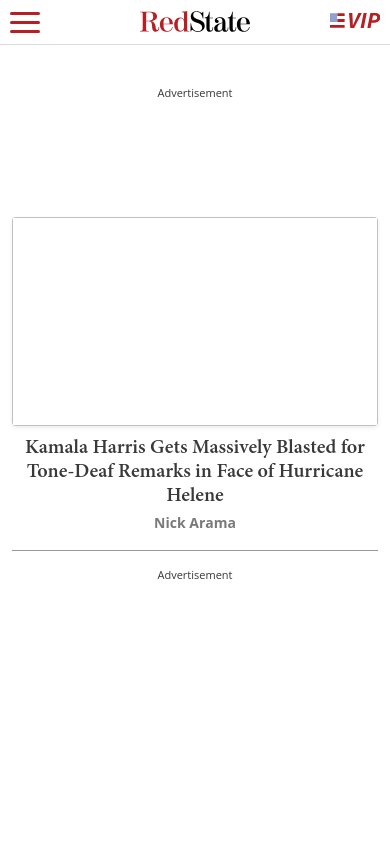 RedState
VIP
Advertisement
Kamala Harris Gets Massively Blasted for
Tone-Deaf Remarks in Face of Hurricane
Helene
Nick Arama
Advertisement